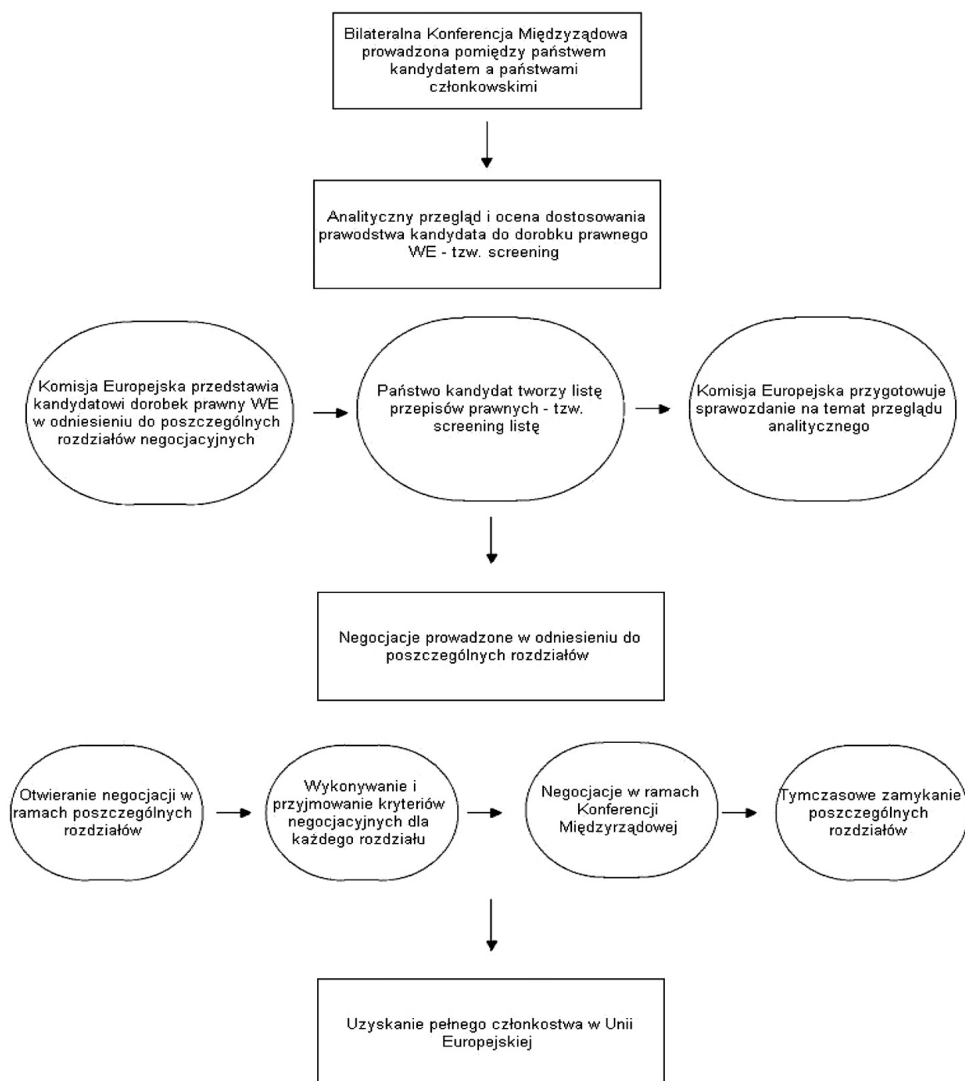 Bilateralna Konferencja Międzyządowa
prowadzona pomiędzy państwem
kandydatem a państwami
członkowskimi
Analityczny przegląd i ocena dostosowania
prawodstwa kandydata do dorobku prawnego
WE - tzw. screening
Komisja Europejska przedstawia
kandydatowi dorobek prawny WE
w odniesieniu do poszczególnych
rozdziałów negocjacyjnych
Państwo kandydat tworzy listę
przepisów prawnych - tzw.
screening listę
Komisja Europejska przygotowuje
sprawozdanie na temat przeglądu
analitycznego
Negocjacje prowadzone w odniesieniu do
poszczególnych rozdziałów
Otwieranie negocjacji w
ramach poszczególnych
rozdziałów
Wykonywanie i
przyjmowanie kryteriów
negocjacyjnych dla
każdego rozdziału
Negocjacje w ramach
Konferencji
Międzyrządowej
Tymczasowe zamykanie
poszczególnych
rozdziałów
Uzyskanie pełnego członkostwa w Unii
Europejskiej